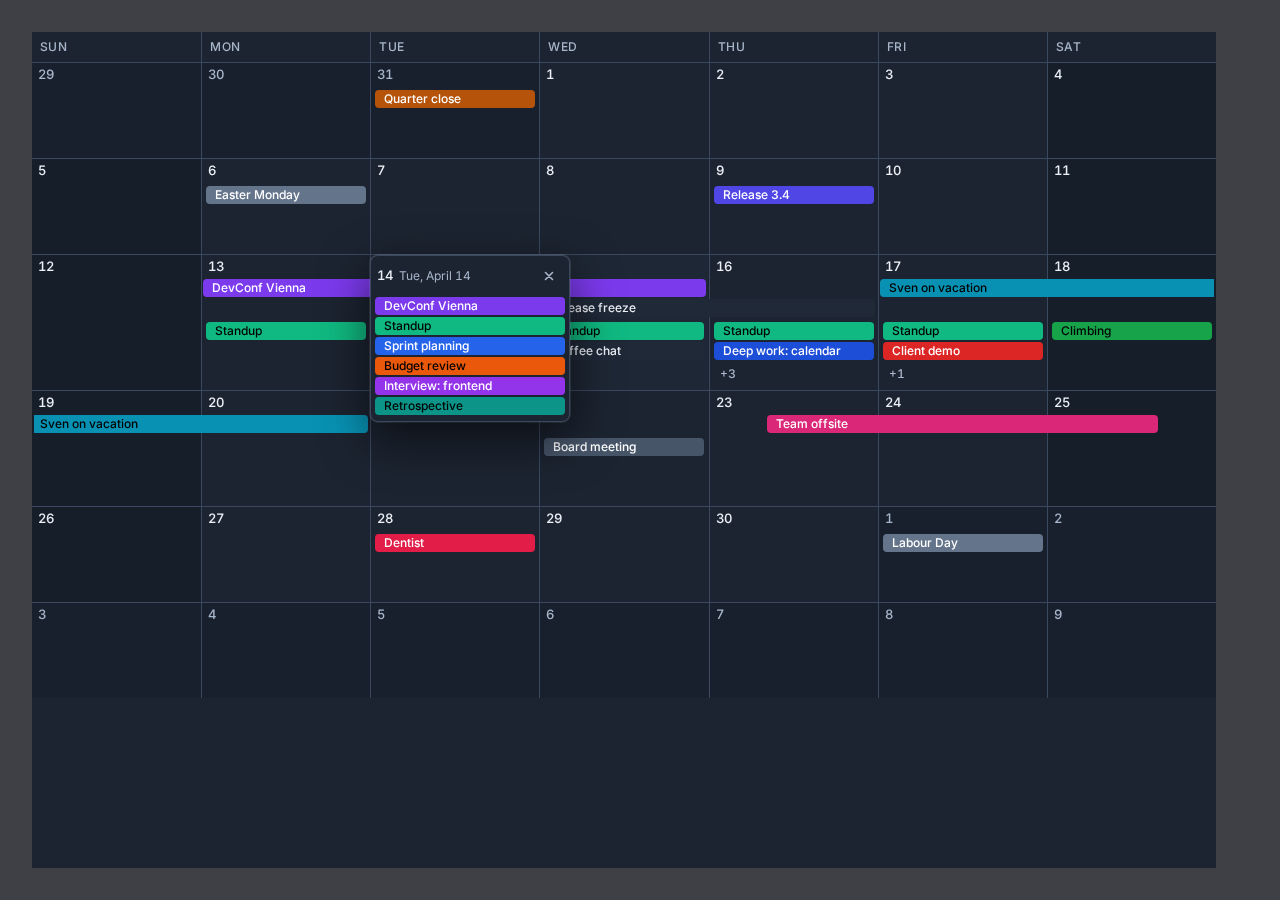 SUN MON TUE WED THU FRI SAT
29 30 31 1 2 3 4
Quarter close
5 6 7 8 9 10 11
Easter Monday Release 3.4
12 13 16 17 18
14 Tue, April 14
DevConf Vienna Sven on vacation
DevConf Vienna
ease freeze
Standup
Standup ndup Standup Standup Climbing
Sprint planning
ffee chat Deep work: calendar Client demo
Budget review
+3 +1
Interview: frontend
19 20 23 24 25
Retrospective
Sven on vacation Team offsite
Board meeting
26 27 28 29 30 1 2
Dentist Labour Day
3 4 5 6 7 8 9